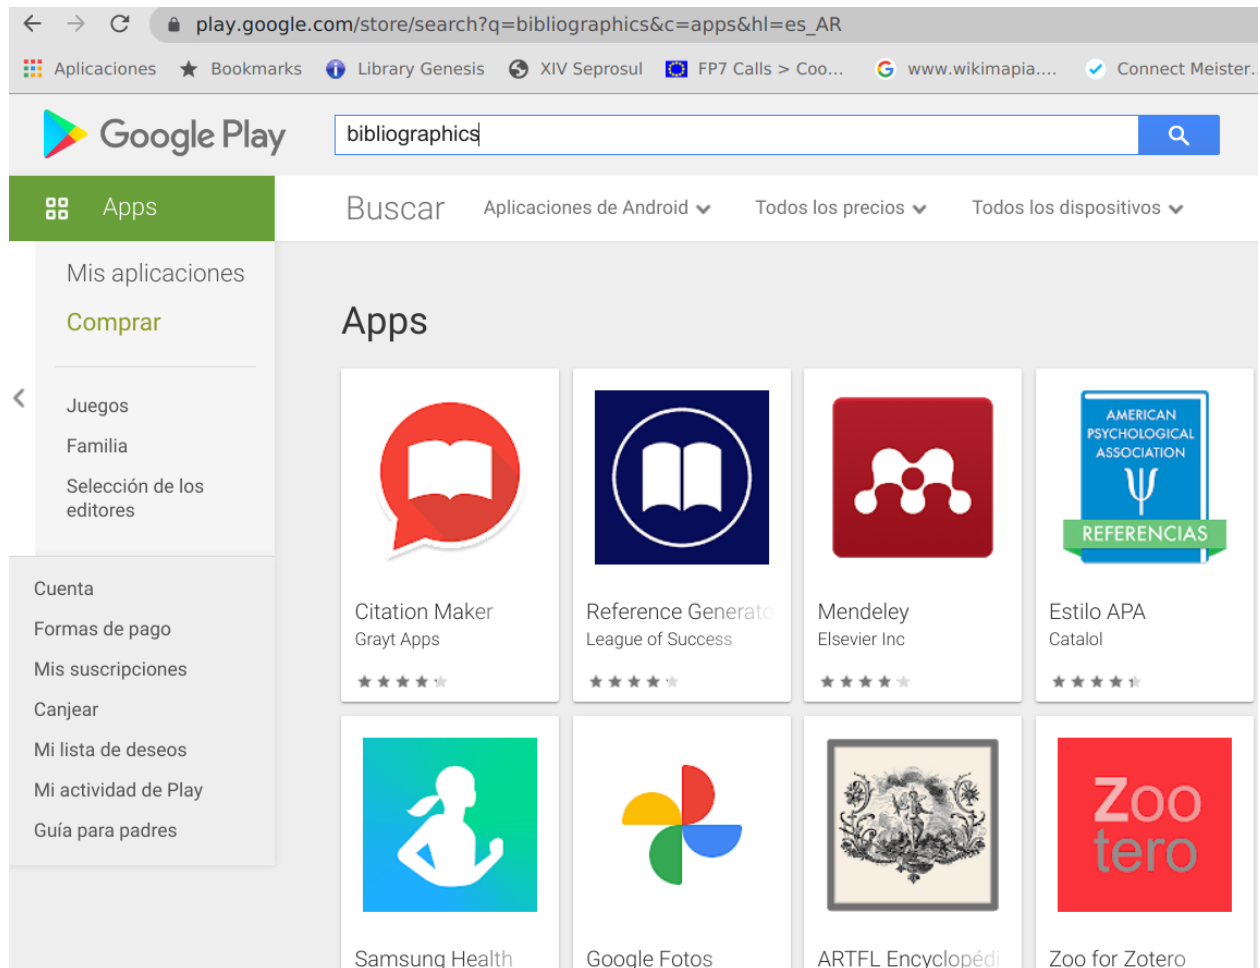 play.google.com/store/search?q=bibliographics&c=apps&hl=es_AR
Aplicaciones Bookmarks Library Genesis XIV Seprosul FP7 Calls > Coo... www.wikimapia.... Connect Meister..
Google Play
bibliographics
Apps
Buscar Aplicaciones de Android Todos los precios Todos los dispositivos
Mis aplicaciones
Comprar
Juegos
Familia
Selección de los
editores
Cuenta
Formas de pago
Mis suscripciones
Canjear
Mi lista de deseos
Mi actividad de Play
Guía para padres
Apps
AMERICAN
PSYCHOLOGICAL
ASSOCIATION
Ψ
REFERENCIAS
Citation Maker
Grayt Apps
Reference Generato
League of Success
Mendeley
Elsevier Inc
Estilo APA
Catalol
Zoo
tero
Samsung Health
Google Fotos
ARTFL Encyclopédi
Zoo for Zotero